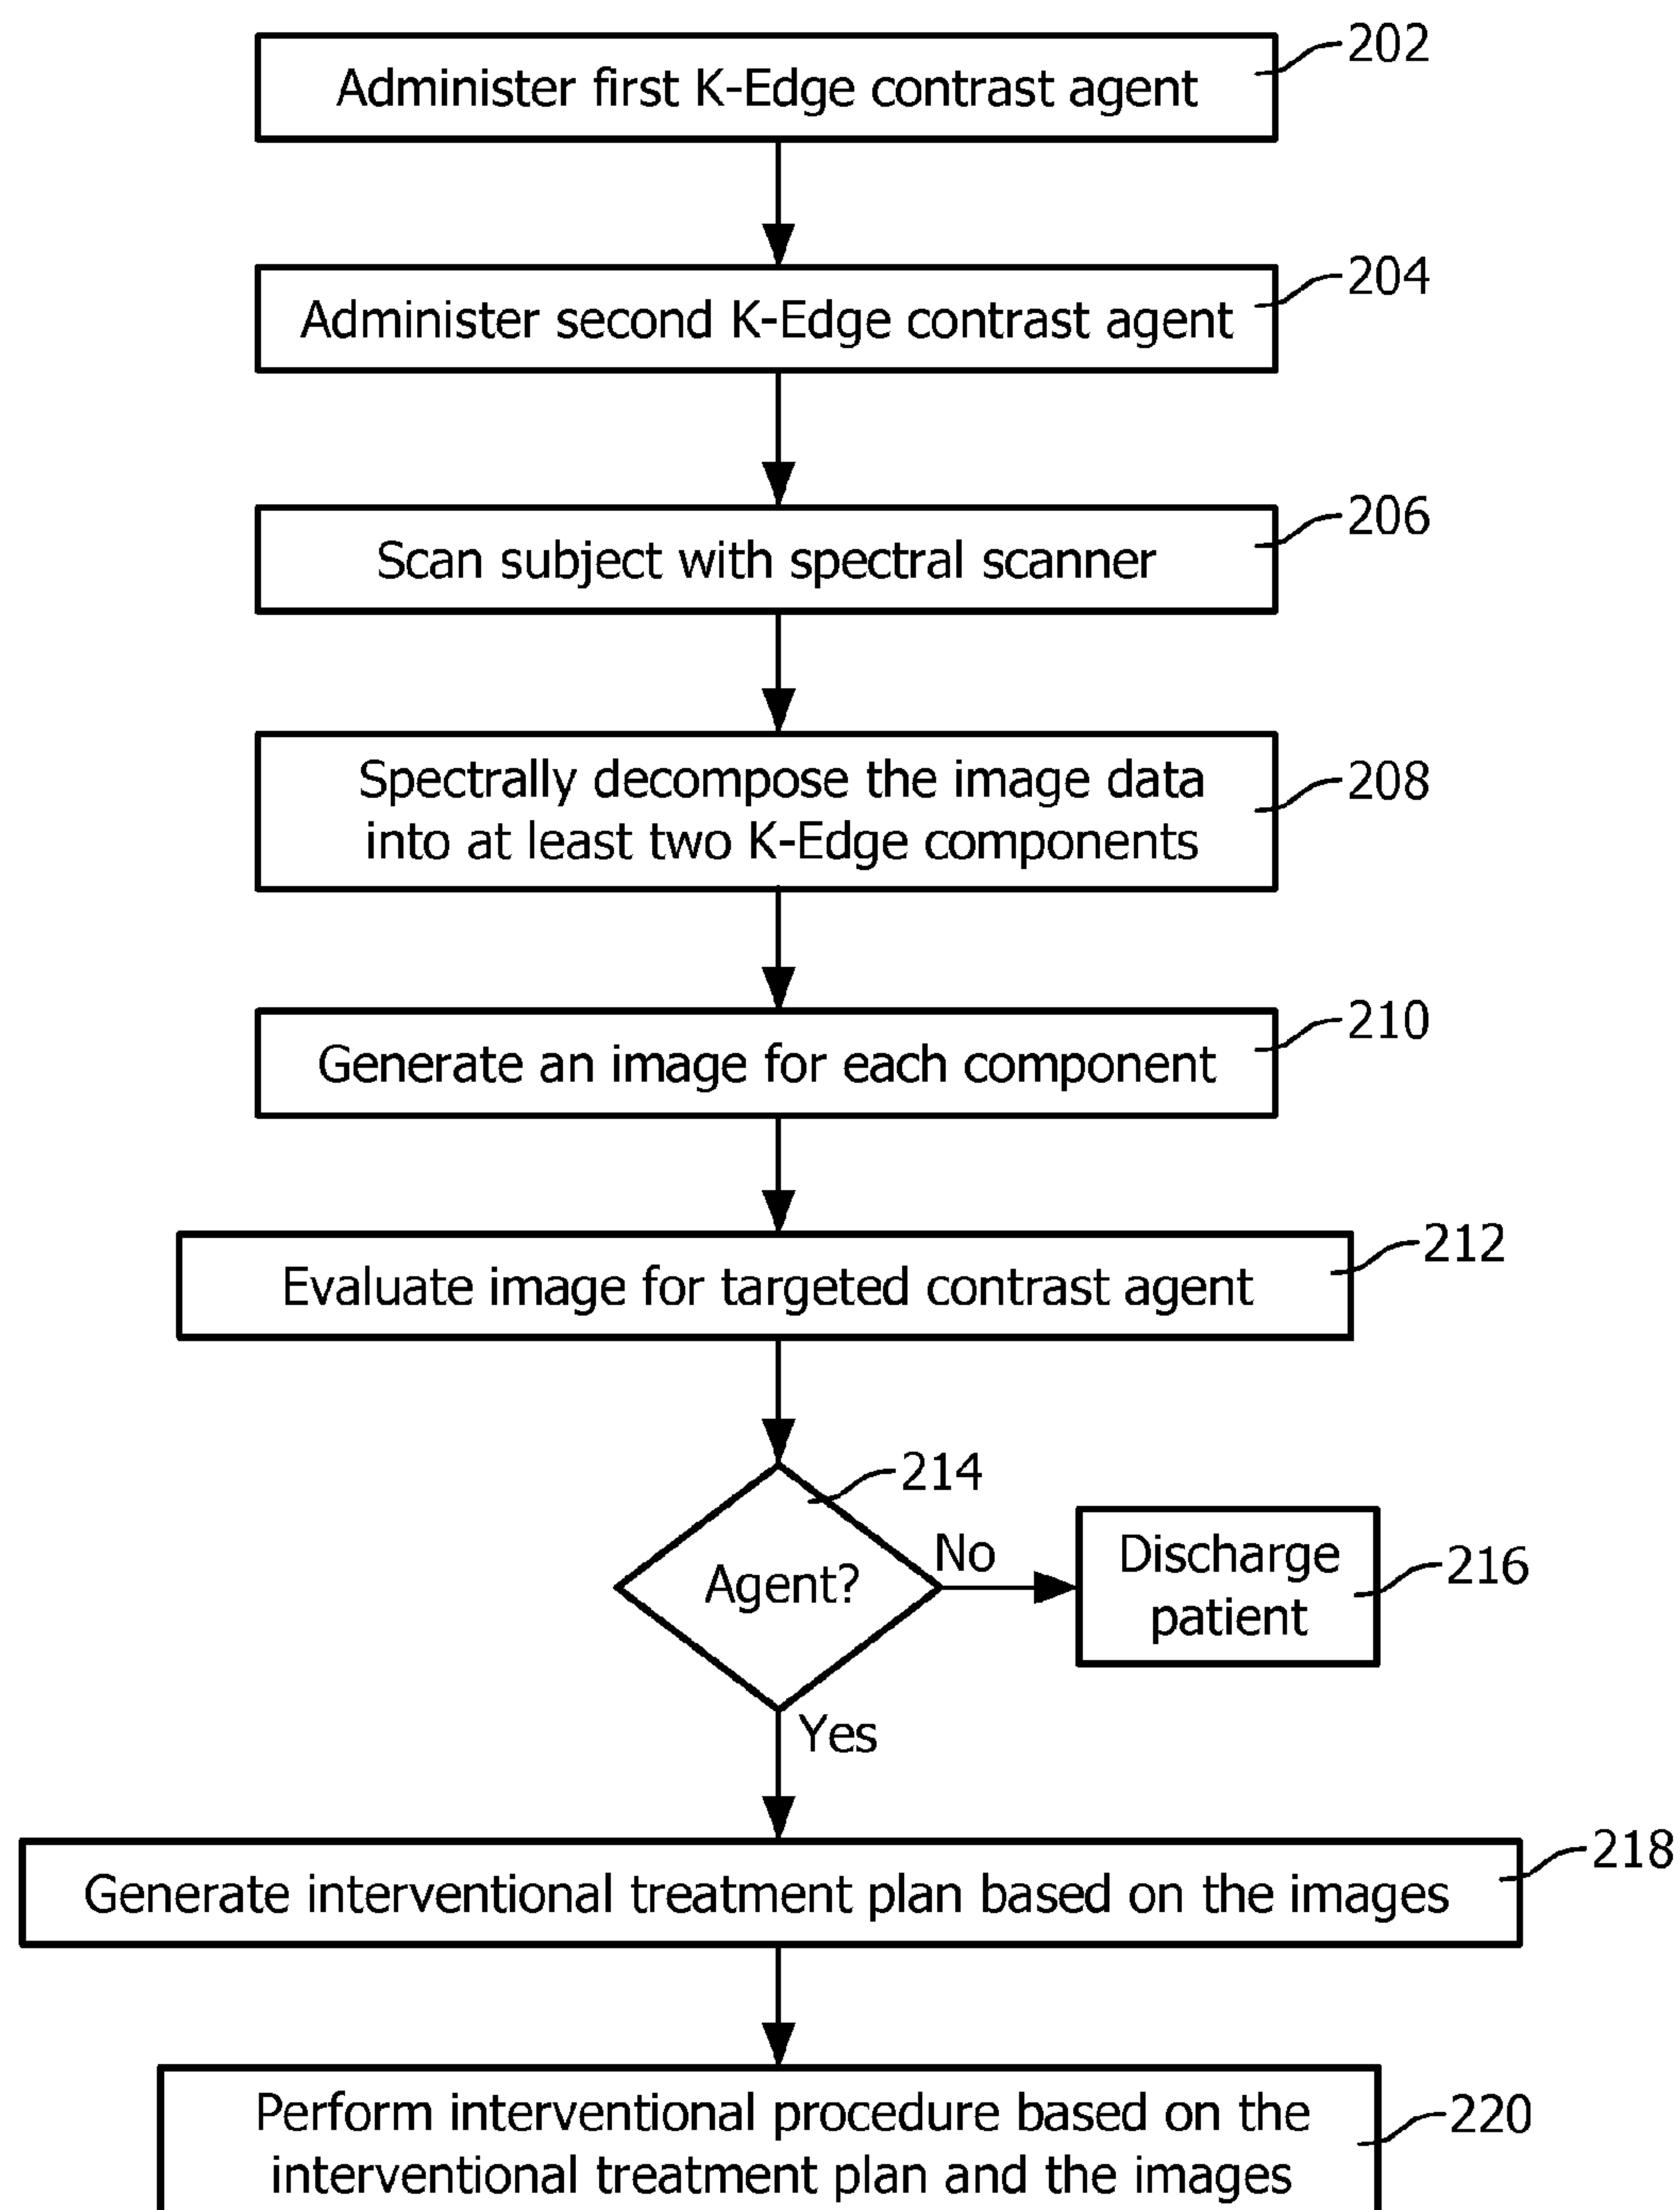 Administer first K-Edge contrast agent
202
Administer second K-Edge contrast agent
204
Scan subject with spectral scanner
206
Spectrally decompose the image data
into at least two K-Edge components
208
Generate an image for each component
210
Evaluate image for targeted contrast agent
212
214
Agent?
No
Discharge
patient
216
Yes
Generate interventional treatment plan based on the images
218
Perform interventional procedure based on the
interventional treatment plan and the images
220